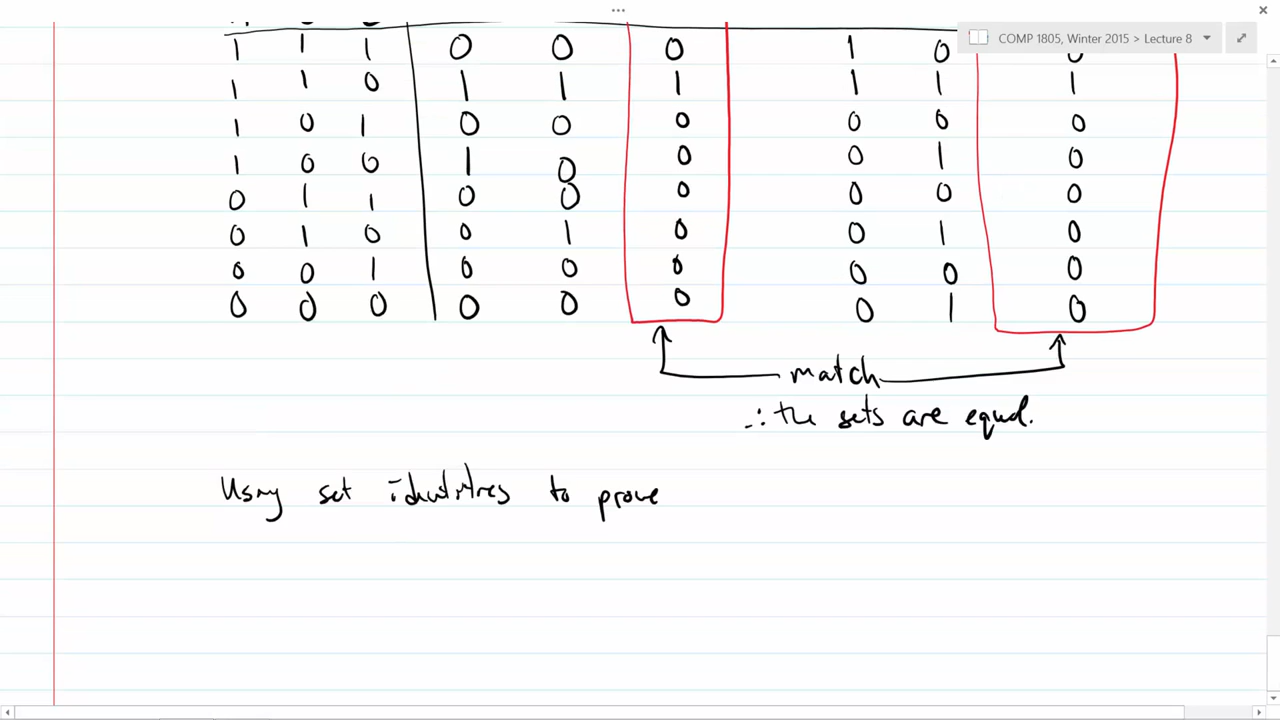 COMP 1805, Winter 2015 > Lecture 8
1 1 1 0 0 0 1 0 0
1 1 0 1 1 1 1 1 1
1 0 1 0 0 0 0 0 0
1 0 0 1 0 0 0 1 0
0 1 1 0 0 0 0 0 0
0 1 0 0 1 0 0 1 0
0 0 1 0 0 0 0 0 0
0 0 0 0 0 0 0 1 0
match
∴ the sets are equal.
Using set identities to prove